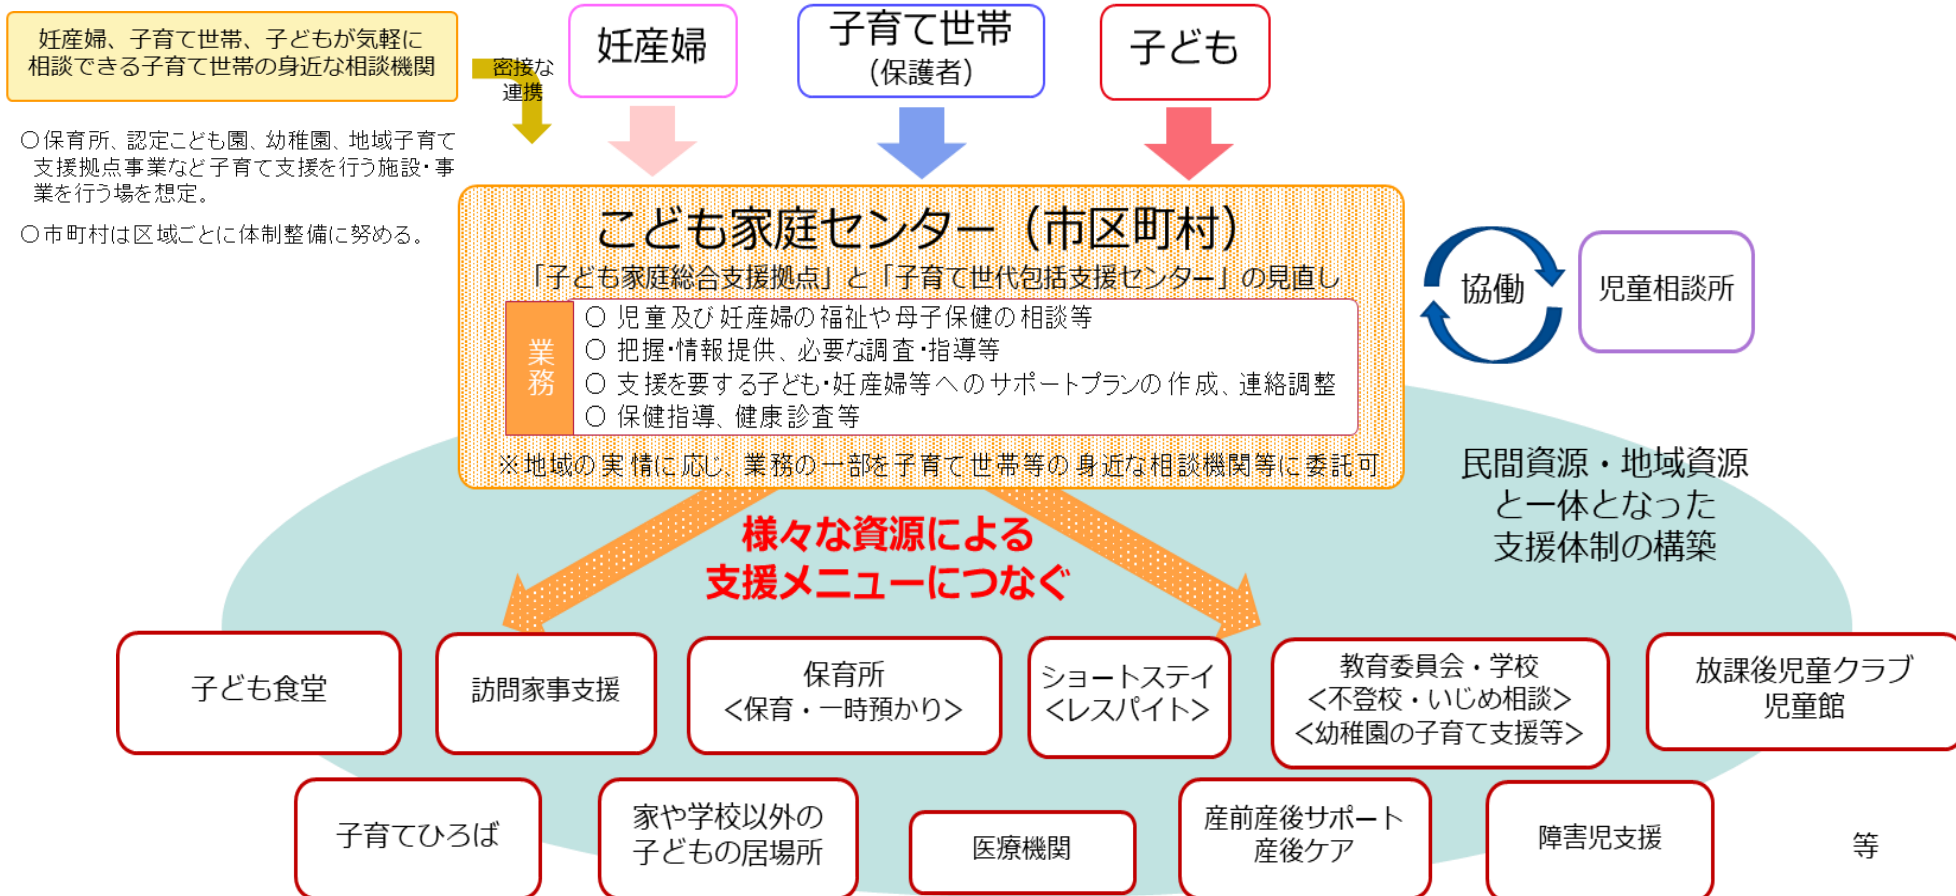 妊産婦、子育て世帯、子どもが気軽に
相談できる子育て世帯の身近な相談機関
密接な
連携
妊産婦
子育て世帯
(保護者)
子ども
〇保育所、認定こども園、幼稚園、地域子育て
支援拠点事業など子育て支援を行う施設・事
業を行う場を想定。
〇市町村は区域ごとに体制整備に努める。
こども家庭センター（市区町村）
「子ども家庭総合支援拠点」と「子育て世代包括支援センター」の見直し
業務
〇 児童及び妊産婦の福祉や母子保健の相談等
〇 把握・情報提供、必要な調査・指導等
〇 支援を要する子ども・妊産婦等へのサポートプランの作成、連絡調整
〇 保健指導、健康診査等
※地域の実情に応じ、業務の一部を子育て世帯等の身近な相談機関等に委託可
協働
児童相談所
民間資源・地域資源
と一体となった
支援体制の構築
様々な資源による
支援メニューにつなぐ
子ども食堂
訪問家事支援
保育所
<保育・一時預かり>
ショートステイ
<レスパイト>
教育委員会・学校
<不登校・いじめ相談>
<幼稚園の子育て支援等>
放課後児童クラブ
児童館
子育てひろば
家や学校以外の
子どもの居場所
医療機関
産前産後サポート
産後ケア
障害児支援
等